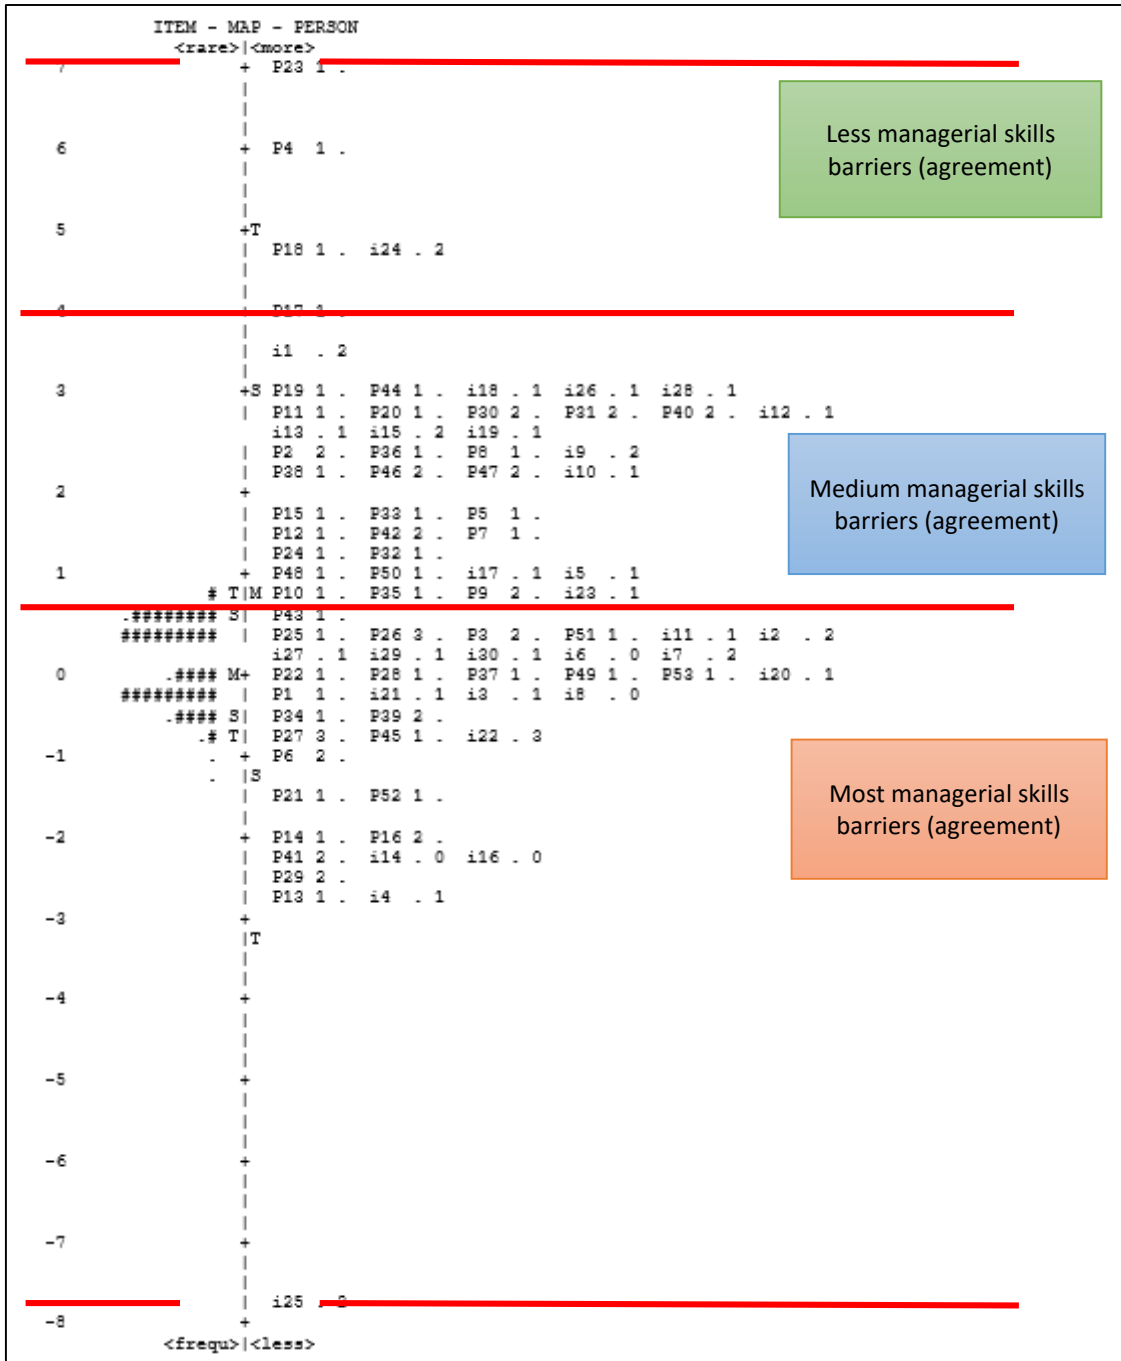 ITEM - MAP - PERSON
<rare>|<more>
7 + P23 1 .
|
|
|
6 + P4 1 .
|
|
|
5 +T
| P18 1 . i24 . 2
|
|
4 P17 1 .
|
| i1 . 2
|
3 +S P19 1 . P44 1 . i18 . 1 i26 . 1 i28 . 1
| P11 1 . P20 1 . P30 2 . P31 2 . P40 2 . i12 . 1
i13 . 1 i15 . 2 i19 . 1
| P2 2 . P36 1 . P8 1 . i9 . 2
| P38 1 . P46 2 . P47 2 . i10 . 1
2 +
| P15 1 . P33 1 . P5 1 .
| P12 1 . P42 2 . P7 1 .
| P24 1 . P32 1 .
1 + P48 1 . P50 1 . i17 . 1 i5 . 1
# T|M P10 1 . P35 1 . P9 2 . i23 . 1
.######## S| P43 1 .
######### | P25 1 . P26 3 . P3 2 . P51 1 . i11 . 1 i2 . 2
i27 . 1 i29 . 1 i30 . 1 i6 . 0 i7 . 2
0 .#### M+ P22 1 . P28 1 . P37 1 . P49 1 . P53 1 . i20 . 1
######### | P1 1 . i21 . 1 i3 . 1 i8 . 0
.#### S| P34 1 . P39 2 .
.# T| P27 3 . P45 1 . i22 . 3
-1 . + P6 2 .
. |S
| P21 1 . P52 1 .
|
-2 + P14 1 . P16 2 .
| P41 2 . i14 . 0 i16 . 0
| P29 2 .
| P13 1 . i4 . 1
-3 +
|T
|
|
-4 +
|
|
|
-5 +
|
|
|
-6 +
|
|
|
-7 +
|
|
| i25 . 2
-8 +
<frequ>|<less>
Less managerial skills
barriers (agreement)
Medium managerial skills
barriers (agreement)
Most managerial skills
barriers (agreement)